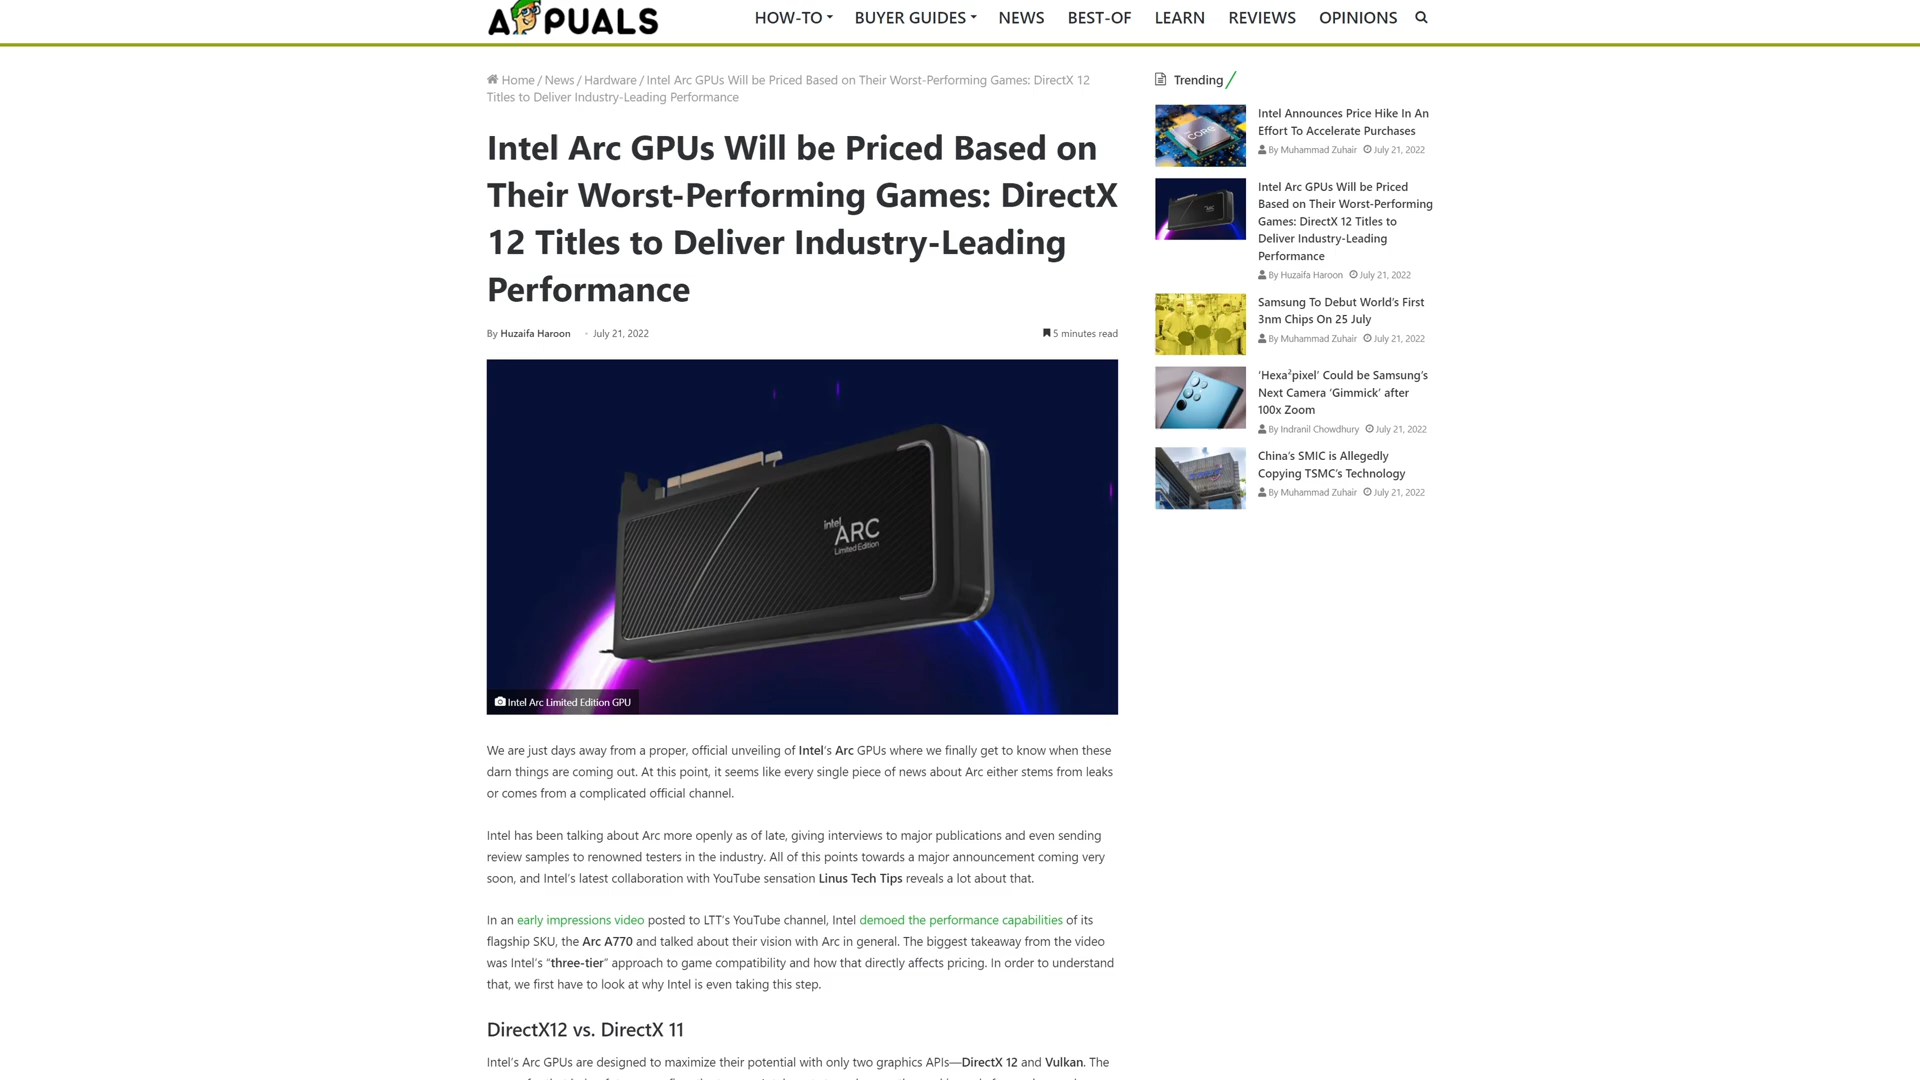 APPUALS
HOW-TO BUYER GUIDES NEWS BEST-OF LEARN REVIEWS OPINIONS
Home / News / Hardware / Intel Arc GPUs Will be Priced Based on Their Worst-Performing Games: DirectX 12
Titles to Deliver Industry-Leading Performance
Intel Arc GPUs Will be Priced Based on
Their Worst-Performing Games: DirectX
12 Titles to Deliver Industry-Leading
Performance
By Huzaifa Haroon · July 21, 2022
5 minutes read
intel
ARC
Limited Edition
Intel Arc Limited Edition GPU
We are just days away from a proper, official unveiling of Intel's Arc GPUs where we finally get to know when these
darn things are coming out. At this point, it seems like every single piece of news about Arc either stems from leaks
or comes from a complicated official channel.
Intel has been talking about Arc more openly as of late, giving interviews to major publications and even sending
review samples to renowned testers in the industry. All of this points towards a major announcement coming very
soon, and Intel's latest collaboration with YouTube sensation Linus Tech Tips reveals a lot about that.
In an early impressions video posted to LTT's YouTube channel, Intel demoed the performance capabilities of its
flagship SKU, the Arc A770 and talked about their vision with Arc in general. The biggest takeaway from the video
was Intel's “three-tier” approach to game compatibility and how that directly affects pricing. In order to understand
that, we first have to look at why Intel is even taking this step.
DirectX12 vs. DirectX 11
Intel's Arc GPUs are designed to maximize their potential with only two graphics APIs—DirectX 12 and Vulkan. The
Trending
CORE
Intel Announces Price Hike In An
Effort To Accelerate Purchases
By Muhammad Zuhair July 21, 2022
Intel Arc GPUs Will be Priced
Based on Their Worst-Performing
Games: DirectX 12 Titles to
Deliver Industry-Leading
Performance
By Huzaifa Haroon July 21, 2022
Samsung To Debut World's First
3nm Chips On 25 July
By Muhammad Zuhair July 21, 2022
‘Hexa²pixel’ Could be Samsung's
Next Camera ‘Gimmick’ after
100x Zoom
By Indranil Chowdhury July 21, 2022
China's SMIC is Allegedly
Copying TSMC's Technology
By Muhammad Zuhair July 21, 2022